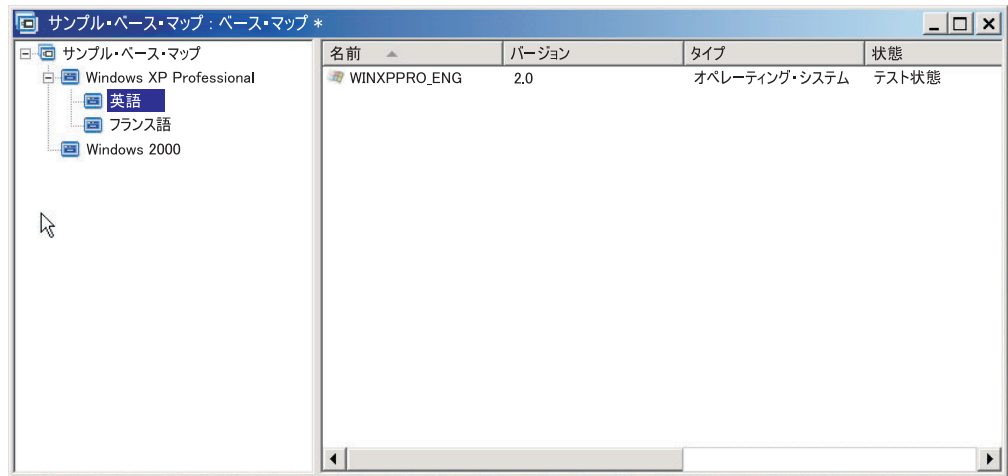 サンプル・ベース・マップ : ベース・マップ *
サンプル・ベース・マップ
Windows XP Professional
英語
フランス語
Windows 2000
名前 バージョン タイプ 状態
WINXPPRO_ENG 2.0 オペレーティング・システム テスト状態